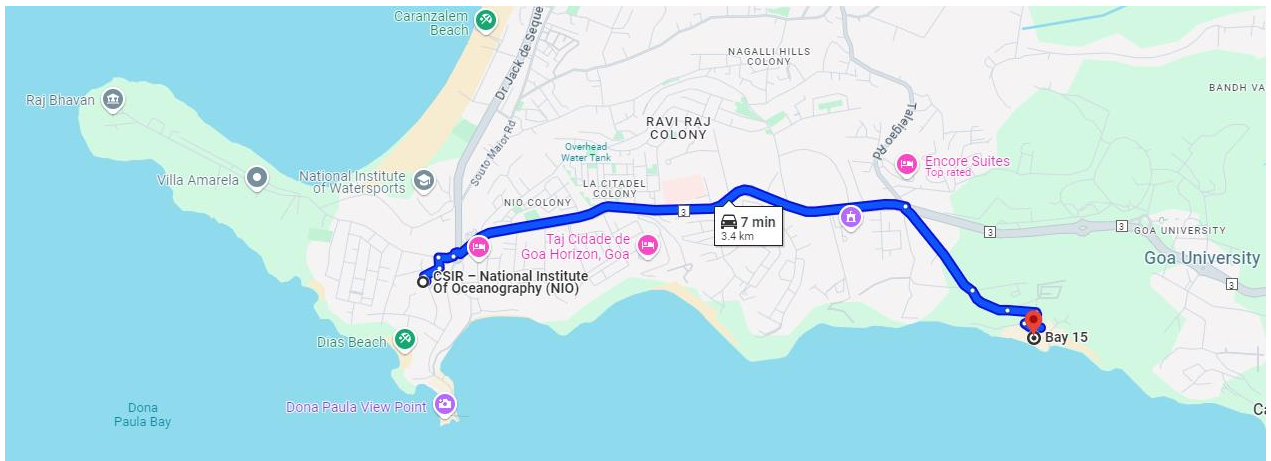 Caranzalem
Beach
Dr Jack de Seque
NAGALLI HILLS
COLONY
BANDH VA
Raj Bhavan
Souto Maior Rd
RAVI RAJ
COLONY
Taleigao Rd
Overhead
Water Tank
Encore Suites
Top rated
Villa Amarela
National Institute
of Watersports
LA CITADEL
COLONY
NIO COLONY
3
7 min
3.4 km
3
3
GOA UNIVERSITY
Goa University
Taj Cidade de
Goa Horizon, Goa
CSIR – National Institute
Of Oceanography (NIO)
3
Dias Beach
Bay 15
Dona Paula View Point
Dona
Paula Bay
Ca